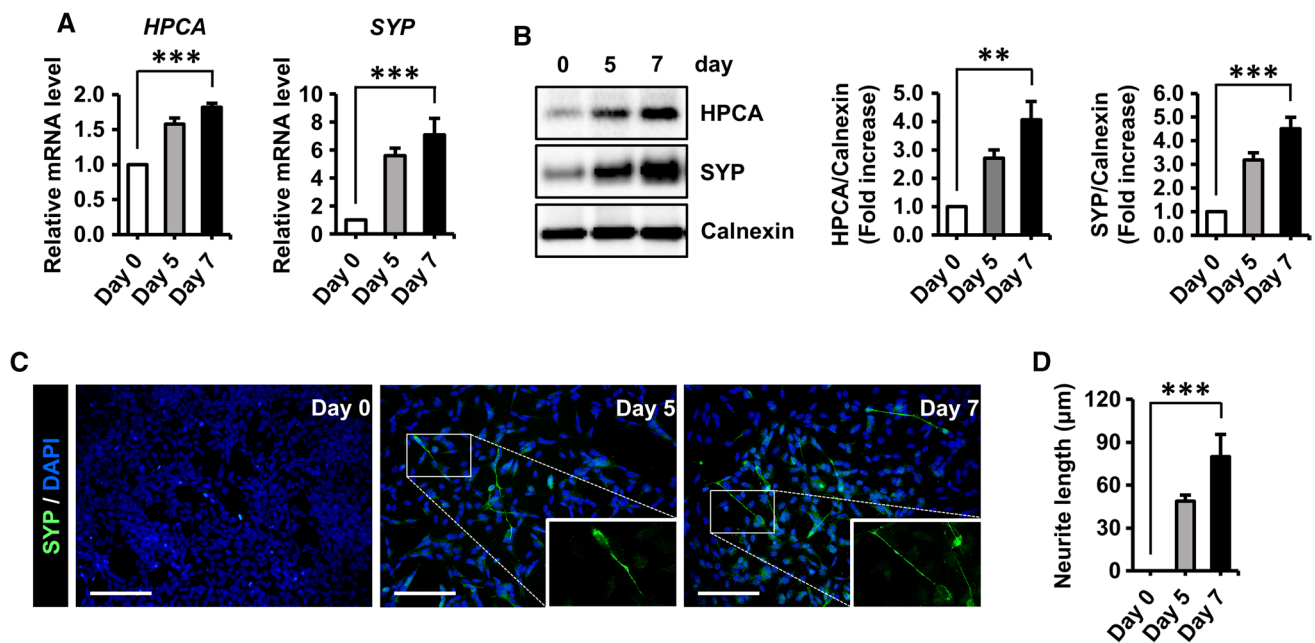 A
HPCA
***
Relative mRNA level
2.0
1.5
1.0
0.5
0.0
Day 0
Day 5
Day 7
SYP
***
Relative mRNA level
10
8
6
4
2
0
Day 0
Day 5
Day 7
B
0 5 7 day
HPCA
SYP
Calnexin
**
HPCA/Calnexin
(Fold increase)
5.0
4.0
3.0
2.0
1.0
0.0
Day 0
Day 5
Day 7
***
SYP/Calnexin
(Fold increase)
6.0
5.0
4.0
3.0
2.0
1.0
0.0
Day 0
Day 5
Day 7
C
SYP / DAPI
Day 0
Day 5
Day 7
D
***
Neurite length (μm)
120
90
60
30
0
Day 0
Day 5
Day 7